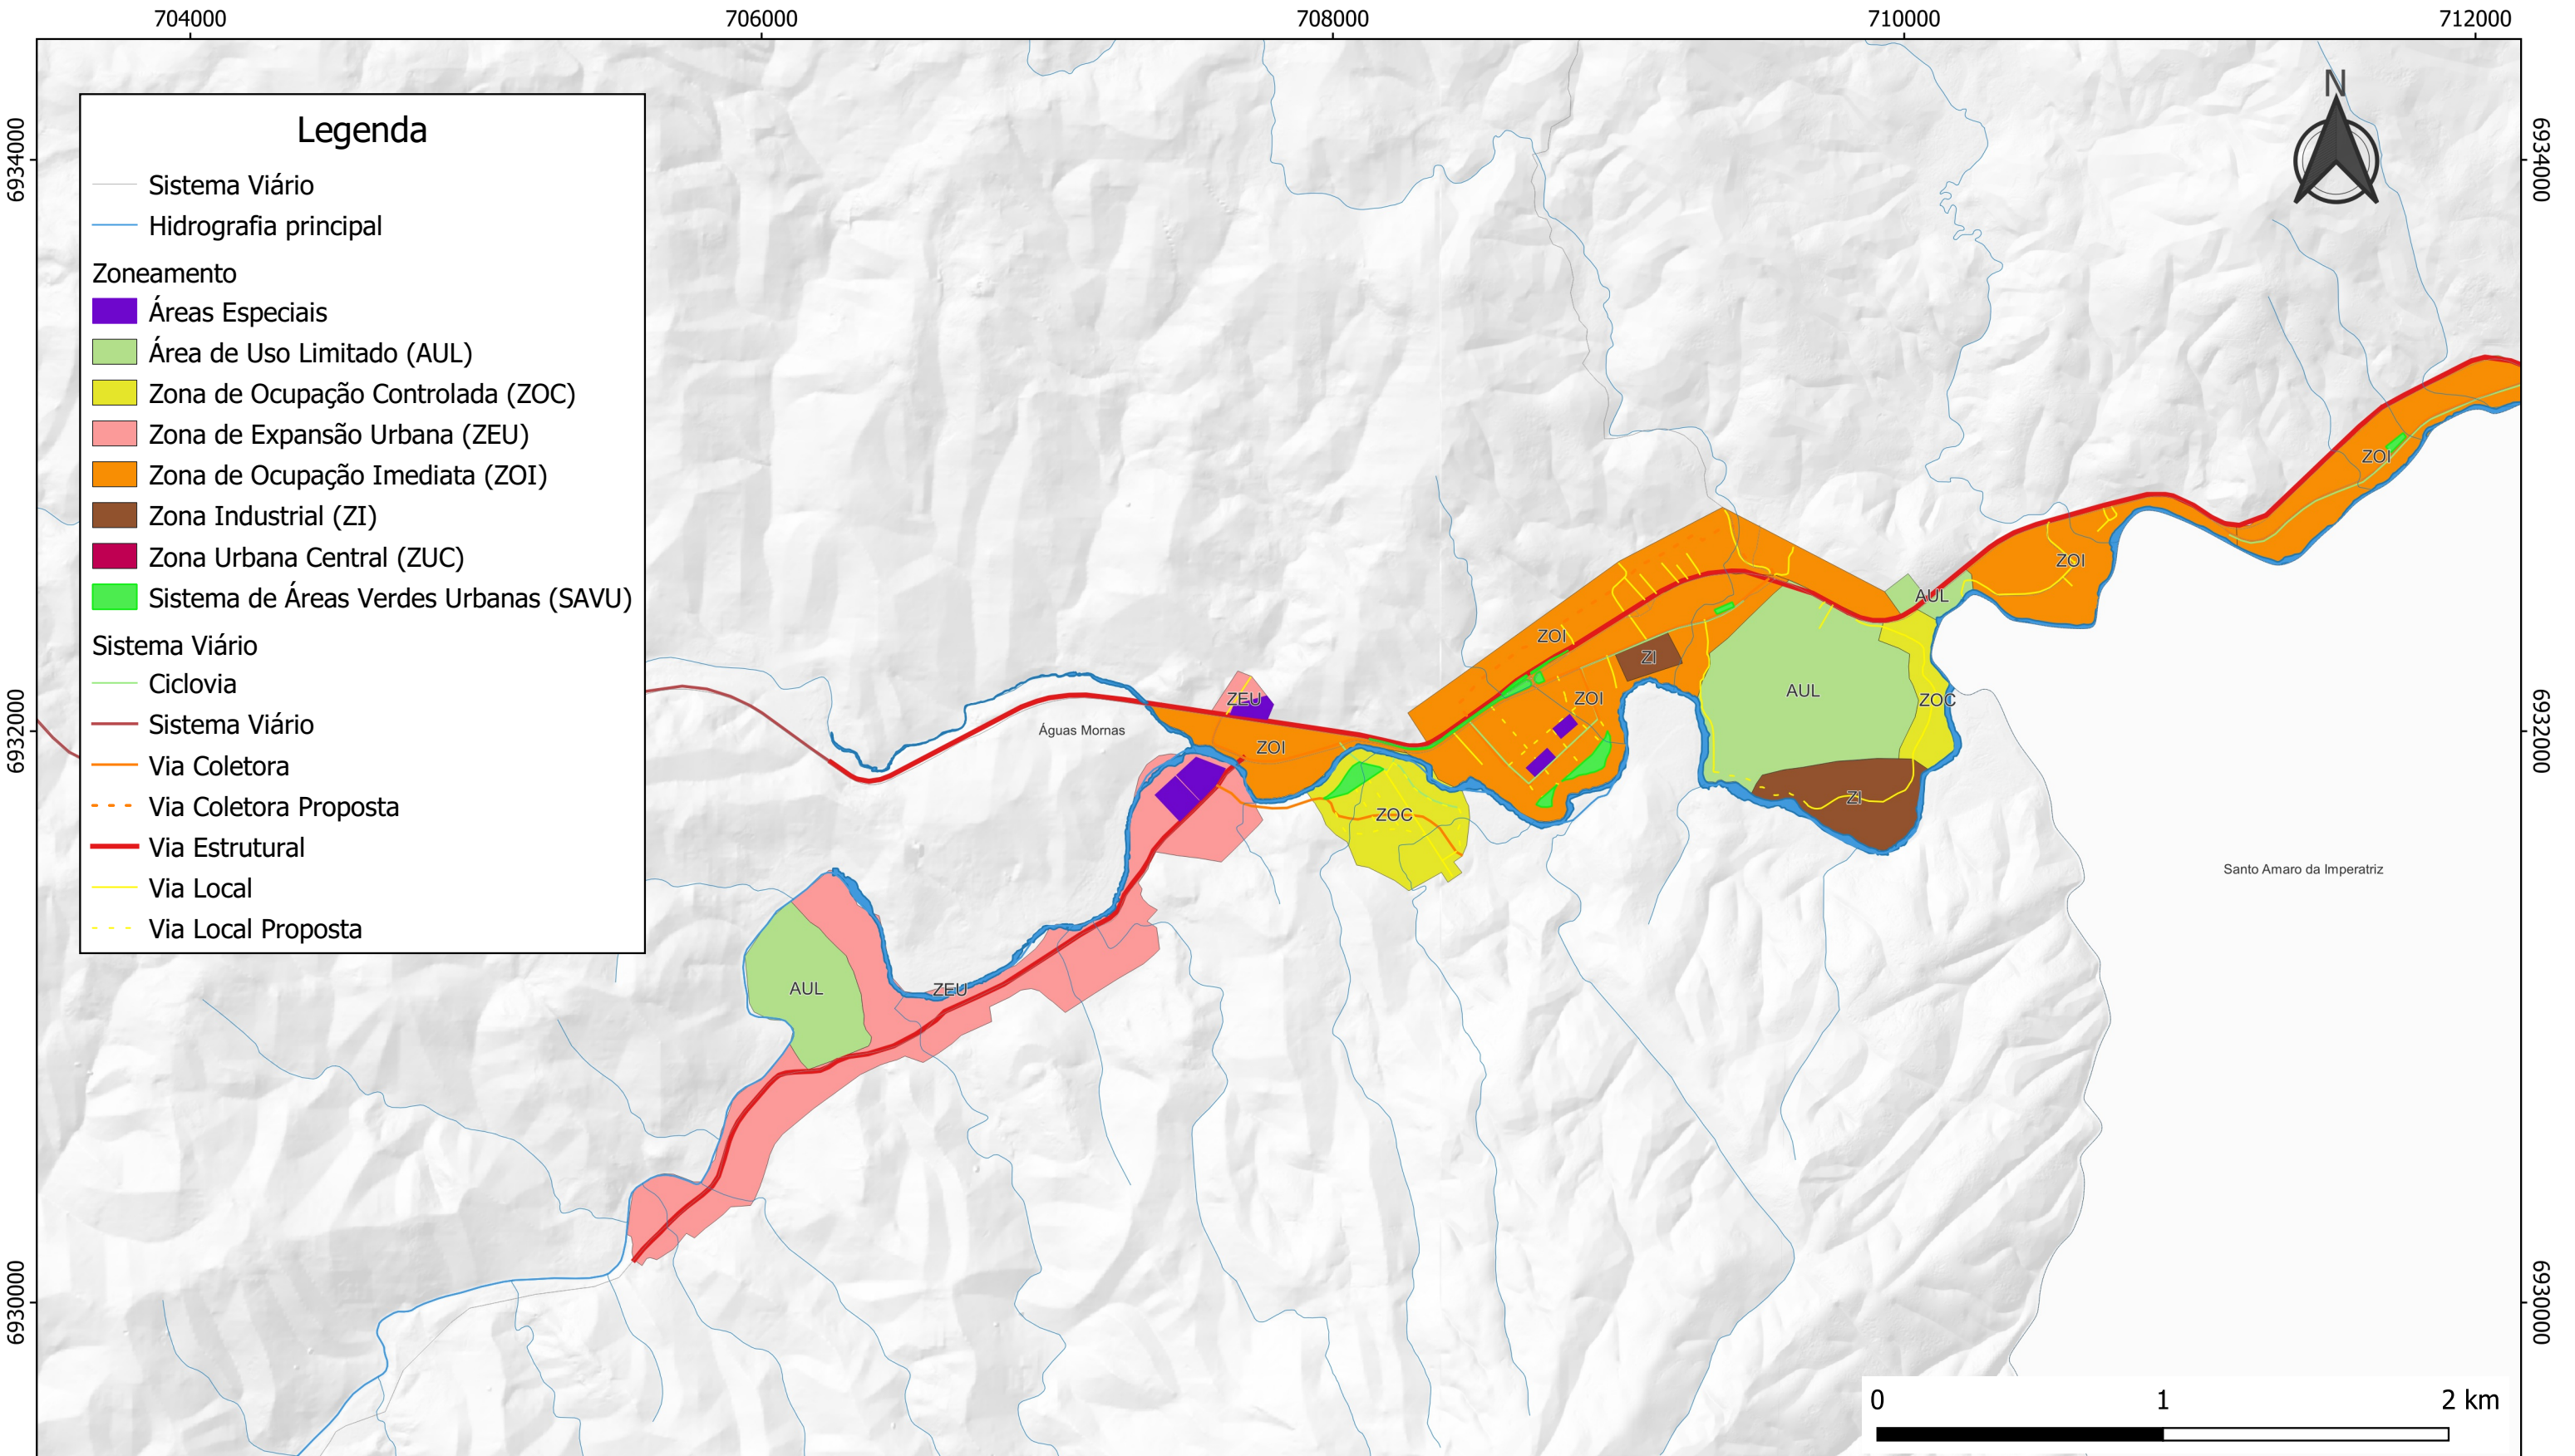 704000 706000 708000 710000 712000
N
6934000 6934000
Legenda
Sistema Viário
Hidrografia principal
Zoneamento
Áreas Especiais
Área de Uso Limitado (AUL)
Zona de Ocupação Controlada (ZOC)
Zona de Expansão Urbana (ZEU)
Zona de Ocupação Imediata (ZOI)
Zona Industrial (ZI)
Zona Urbana Central (ZUC)
Sistema de Áreas Verdes Urbanas (SAVU)
Sistema Viário
Ciclovia
Sistema Viário
Via Coletora
Via Coletora Proposta
Via Estrutural
Via Local
Via Local Proposta
ZOI
ZOI
AUL
ZOI
ZI
AUL
ZEU
ZOI
ZOC
6932000 6932000
Águas Mornas
ZOI
ZI
ZOC
Santo Amaro da Imperatriz
AUL
ZEU
6930000 6930000
0 1 2 km